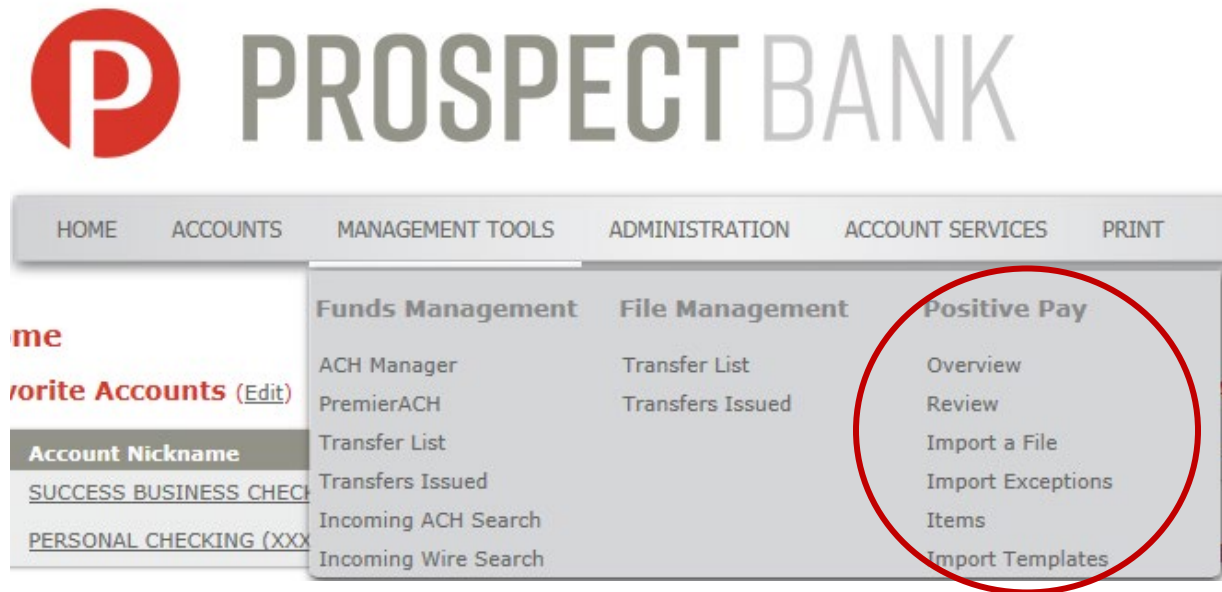 P PROSPECT BANK
HOME ACCOUNTS MANAGEMENT TOOLS ADMINISTRATION ACCOUNT SERVICES PRINT
me
vorite Accounts (Edit)
Account Nickname
SUCCESS BUSINESS CHECK
PERSONAL CHECKING (XXX
Funds Management
ACH Manager
PremierACH
Transfer List
Transfers Issued
Incoming ACH Search
Incoming Wire Search
File Management
Transfer List
Transfers Issued
Positive Pay
Overview
Review
Import a File
Import Exceptions
Items
Import Templates